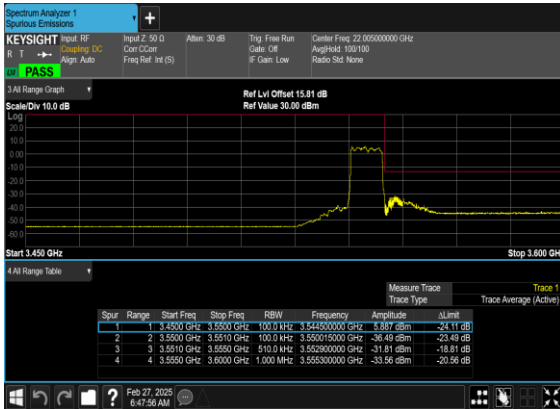 Spectrum Analyzer 1
Spurious Emissions
KEYSIGHT Input: RF Input Z: 50 Ω Atten: 30 dB Trig: Free Run Center Freq: 22.005000000 GHz
R T Coupling: DC Corr CCorr Gate: Off Avg|Hold: 100/100
Align: Auto Freq Ref: Int (S) IF Gain: Low Radio Std: None
PASS
3 All Range Graph
Ref Lvl Offset 15.81 dB
Scale/Div 10.0 dB Ref Value 30.00 dBm
Log
20.0
10.0
0.00
-10.0
-20.0
-30.0
-40.0
-50.0
-60.0
Start 3.450 GHz Stop 3.600 GH
4 All Range Table
Measure Trace Trace 1
Trace Type Trace Average (Active)
Spur Range Start Freq Stop Freq RBW Frequency Amplitude ΔLimit
1 1 3.4500 GHz 3.5500 GHz 100.0 kHz 3.544500000 GHz 5.887 dBm -24.11 dB
2 2 3.5500 GHz 3.5510 GHz 100.0 kHz 3.550015000 GHz -36.49 dBm -23.49 dB
3 3 3.5510 GHz 3.5550 GHz 510.0 kHz 3.552900000 GHz -31.81 dBm -18.81 dB
4 4 3.5550 GHz 3.6000 GHz 1.000 MHz 3.555300000 GHz -33.56 dBm -20.56 dB
Feb 27, 2025
6:47:56 AM